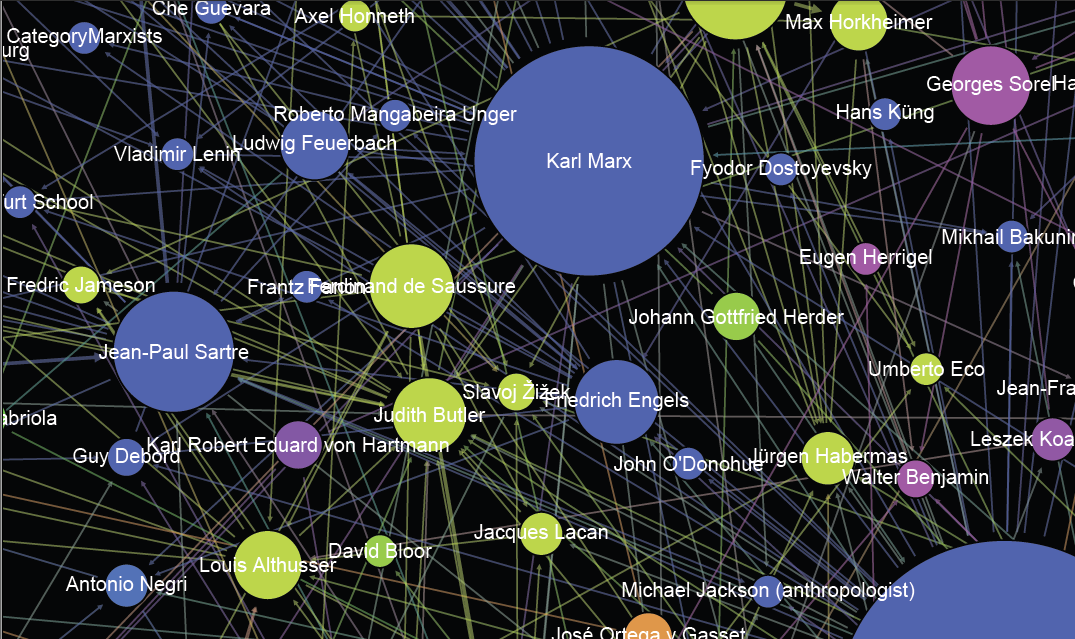 Che Guevara
Axel Honneth
Max Horkheimer
CategoryMarxists
urg
Georges Sorel
Ha
Roberto Mangabeira Unger
Hans Küng
Ludwig Feuerbach
Vladimir Lenin
Karl Marx
Fyodor Dostoyevsky
urt School
Mikhail Bakunin
Eugen Herrigel
Fredric Jameson
Frantz Fanon
Ferdinand de Saussure
Johann Gottfried Herder
Jean-Paul Sartre
Umberto Eco
Jean-Fra
Slavoj Žižek
Friedrich Engels
Judith Butler
abriola
Leszek Koa
Karl Robert Eduard von Hartmann
Guy Debord
John O'Donohue
Jürgen Habermas
Walter Benjamin
Jacques Lacan
David Bloor
Louis Althusser
Antonio Negri
Michael Jackson (anthropologist)
José Ortega y Gasset